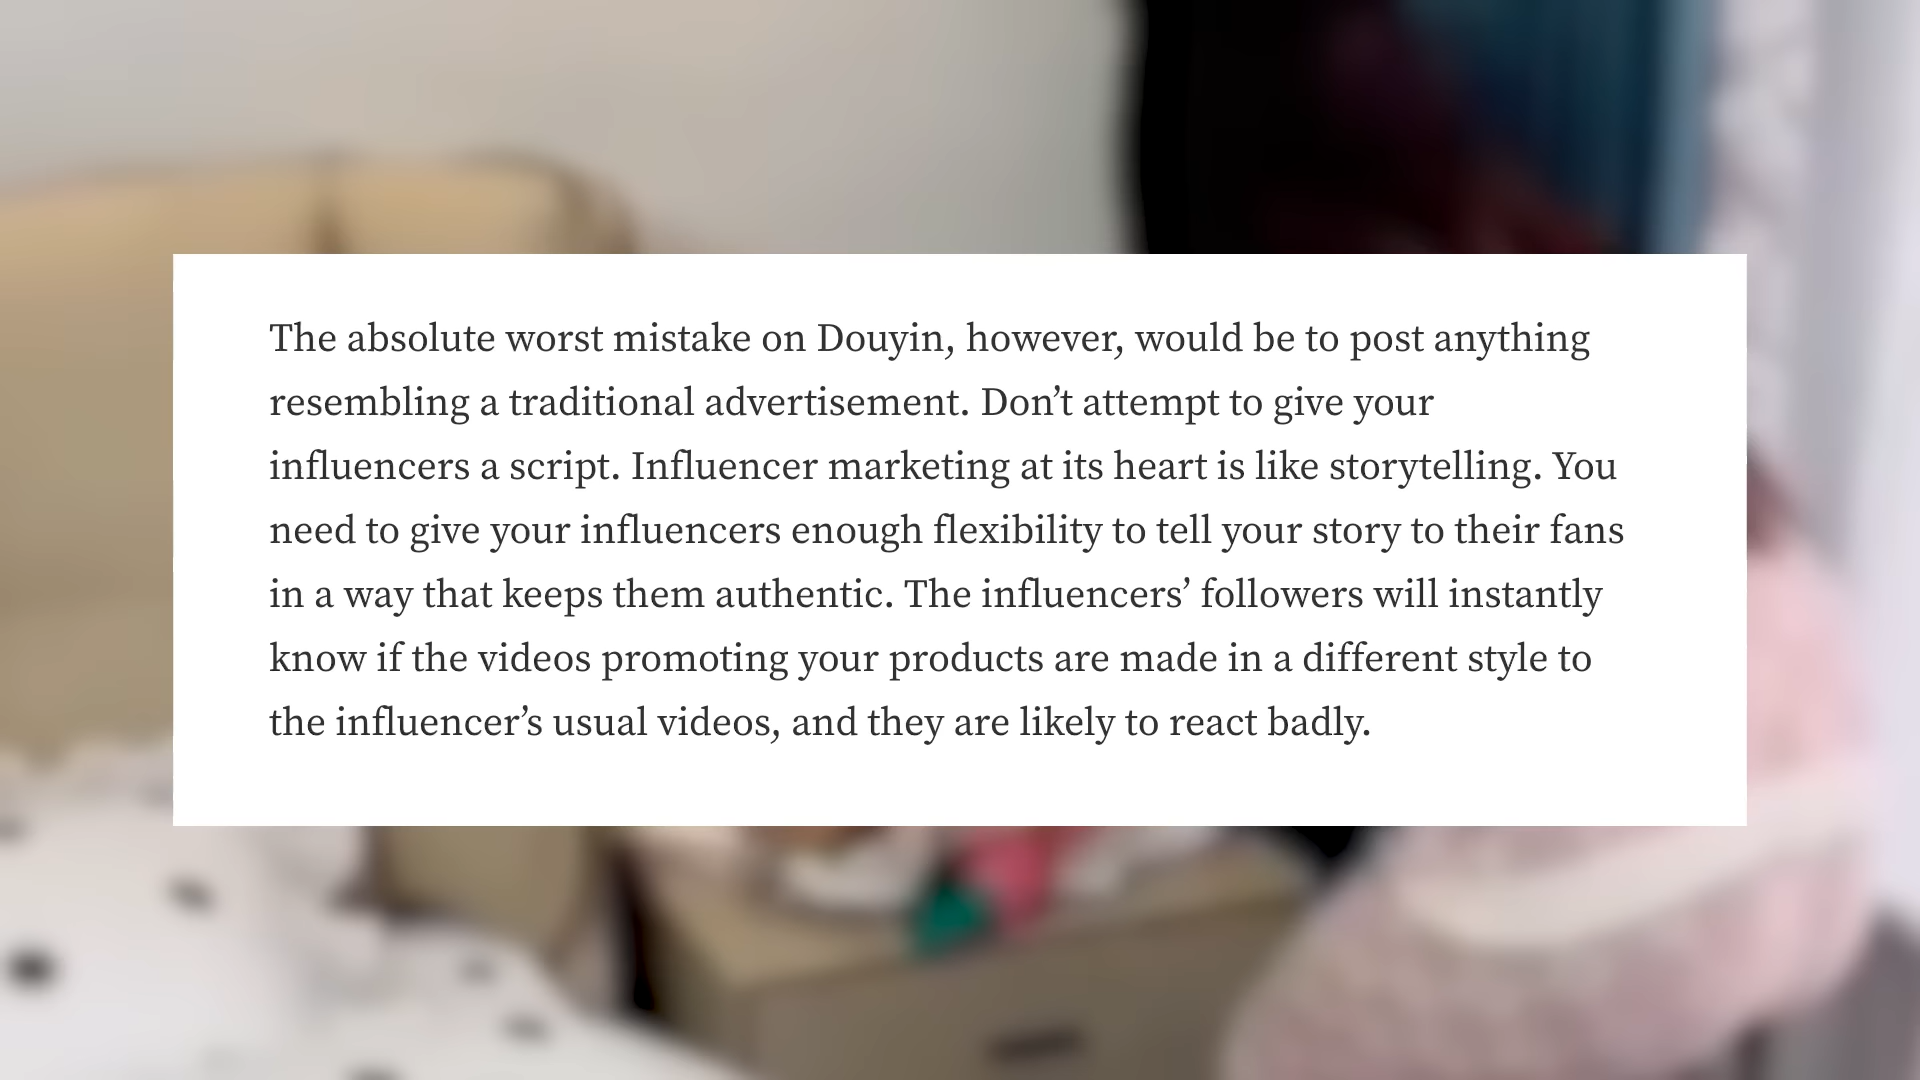 The absolute worst mistake on Douyin, however, would be to post anything
resembling a traditional advertisement. Don’t attempt to give your
influencers a script. Influencer marketing at its heart is like storytelling. You
need to give your influencers enough flexibility to tell your story to their fans
in a way that keeps them authentic. The influencers’ followers will instantly
know if the videos promoting your products are made in a different style to
the influencer’s usual videos, and they are likely to react badly.